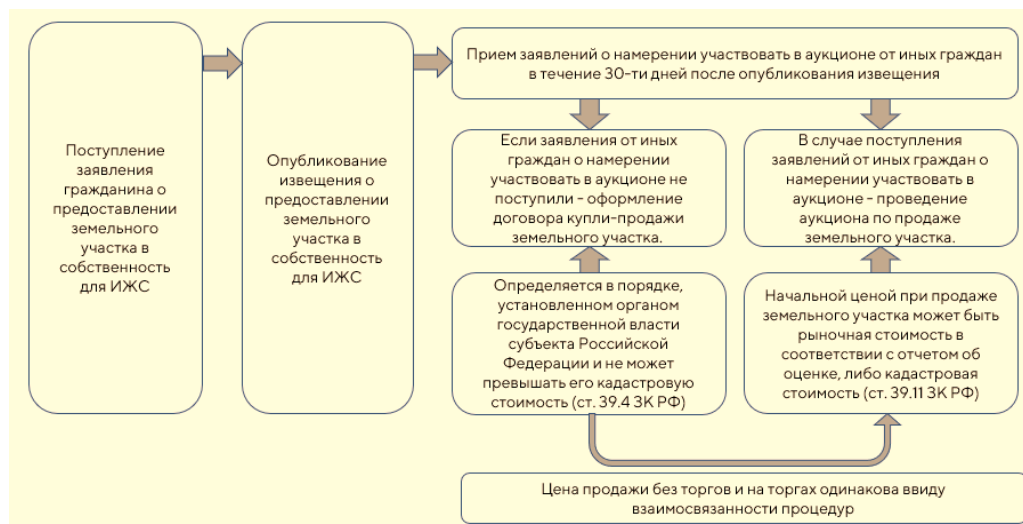 Поступление
заявления
гражданина о
предоставлении
земельного
участка в
собственность
для ИЖС
Опубликование
извещения о
предоставлении
земельного
участка в
собственность
для ИЖС
Прием заявлений о намерении участвовать в аукционе от иных граждан
в течение 30-ти дней после опубликования извещения
Если заявления от иных
граждан о намерении
участвовать в аукционе не
поступили - оформление
договора купли-продажи
земельного участка.
В случае поступления
заявлений от иных граждан о
намерении участвовать в
аукционе - проведение
аукциона по продаже
земельного участка.
Определяется в порядке,
установленном органом
государственной власти
субъекта Российской
Федерации и не может
превышать его кадастровую
стоимость (ст. 39.4 ЗК РФ)
Начальной ценой при продаже
земельного участка может быть
рыночная стоимость в
соответствии с отчетом об
оценке, либо кадастровая
стоимость (ст. 39.11 ЗК РФ)
Цена продажи без торгов и на торгах одинакова ввиду
взаимосвязанности процедур